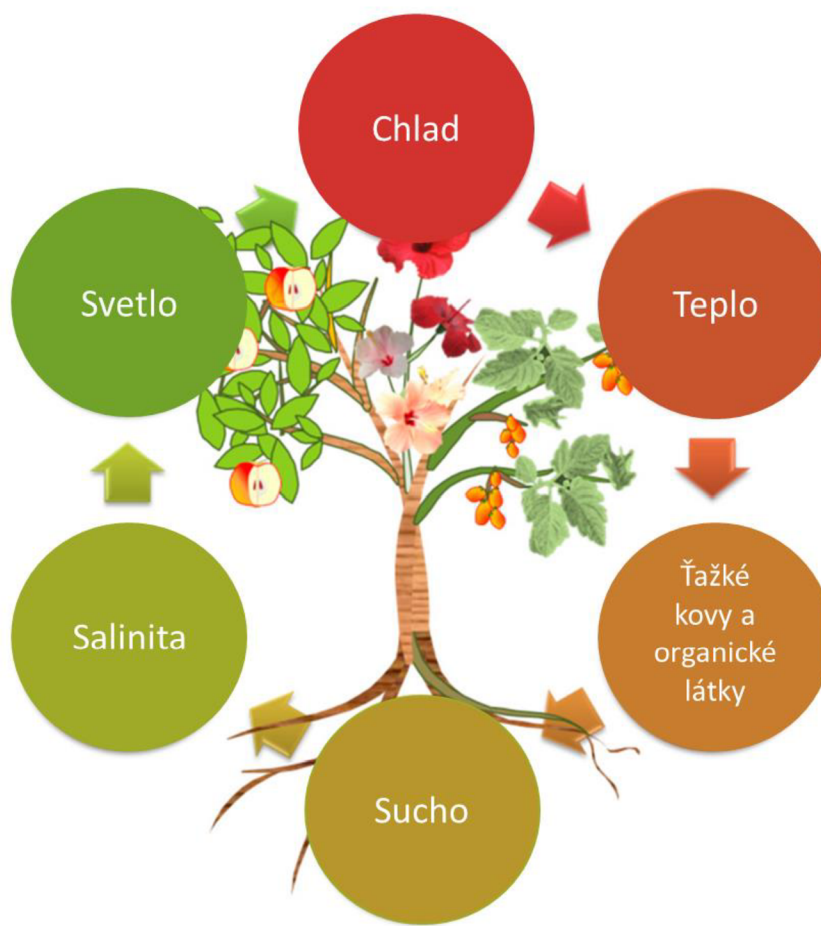 Chlad
Teplo
Ťažké
kovy a
organické
látky
Sucho
Salinita
Svetlo